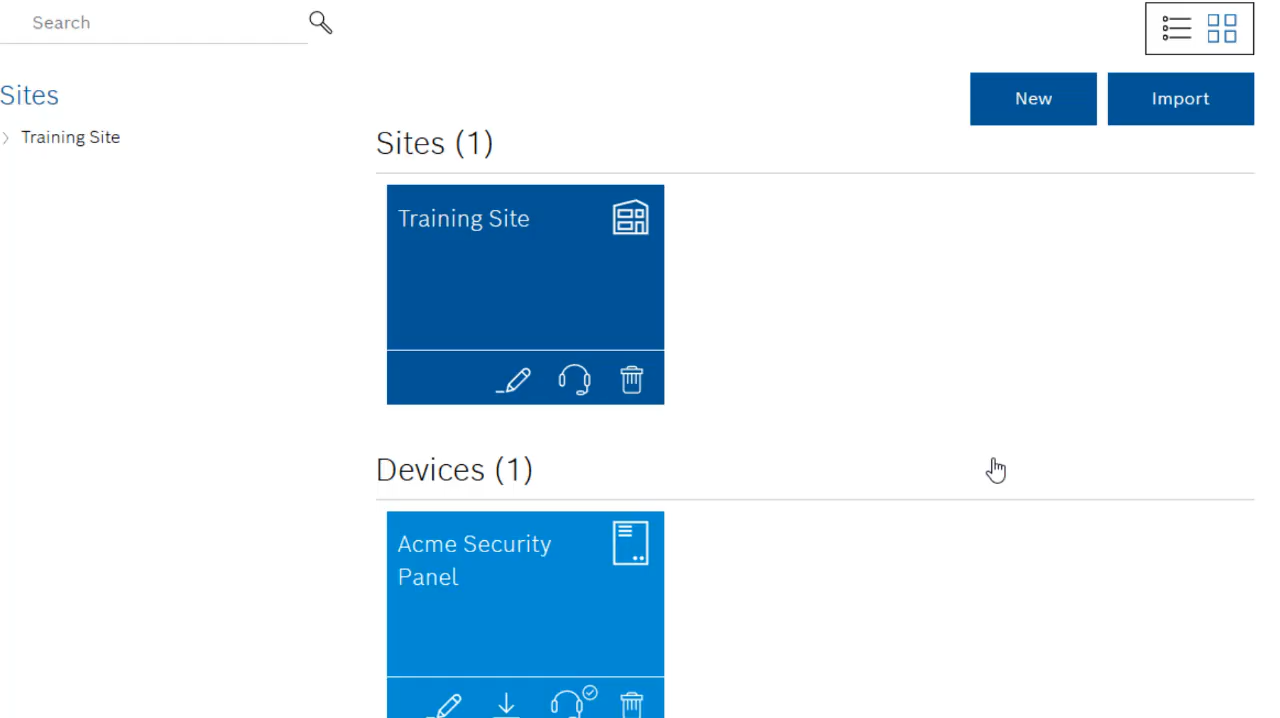 Search
Sites
Training Site
New
Import
Sites (1)
Training Site
Devices (1)
Acme Security
Panel